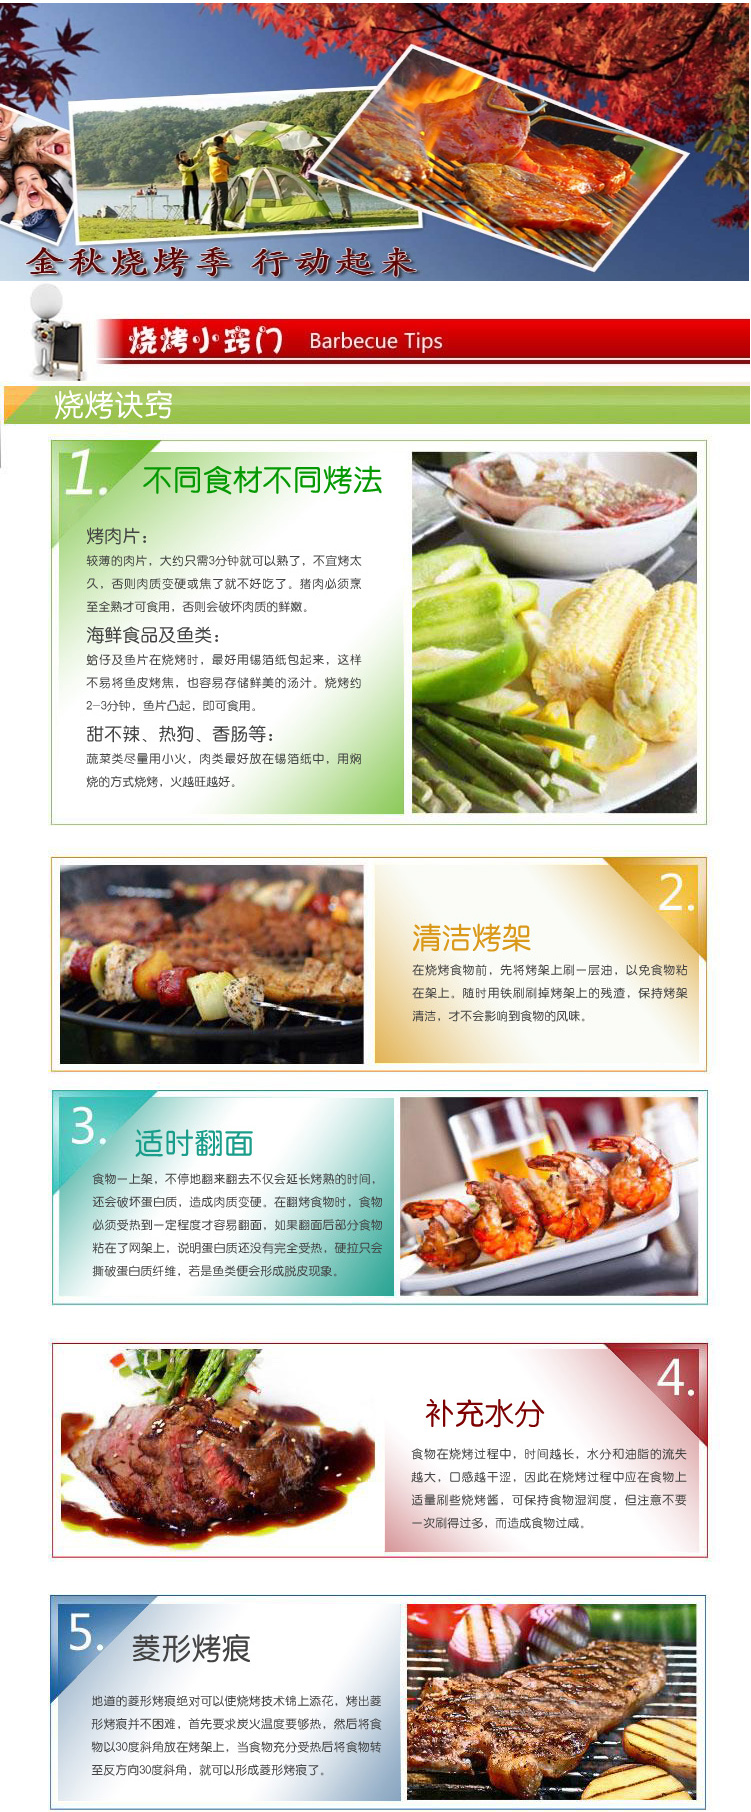 金秋烧烤季 行动起来
烧烤小窍门 Barbecue Tips
烧烤诀窍
1.
不同食材不同烤法
烤肉片：
较薄的肉片，大约只需3分钟就可以熟了，不宜烤太
久，否则肉质变硬或焦了就不好吃了。猪肉必须烹
至全熟才可食用，否则会破坏肉质的鲜嫩。
海鲜食品及鱼类：
蛤仔及鱼片在烧烤时，最好用锡箔纸包起来，这样
不易将鱼皮烤焦，也容易存储鲜美的汤汁。烧烤约
2-3分钟，鱼片凸起，即可食用。
甜不辣、热狗、香肠等：
蔬菜类尽量用小火，肉类最好放在锡箔纸中，用焖
烧的方式烧烤，火越旺越好。
2.
清洁烤架
在烧烤食物前，先将烤架上刷一层油，以免食物粘
在架上。随时用铁刷刷掉烤架上的残渣，保持烤架
清洁，才不会影响到食物的风味。
3.
适时翻面
食物一上架，不停地翻来翻去不仅会延长烤熟的时间，
还会破坏蛋白质，造成肉质变硬。在翻烤食物时，食物
必须受热到一定程度才容易翻面，如果翻面后部分食物
粘在了网架上，说明蛋白质还没有完全受热，硬拉只会
撕破蛋白质纤维，若是鱼类便会形成脱皮现象。
4.
补充水分
食物在烧烤过程中，时间越长，水分和油脂的流失
越大，口感越干涩，因此在烧烤过程中应在食物上
适量刷些烧烤酱，可保持食物湿润度，但注意不要
一次刷得过多，而造成食物过咸。
5.
菱形烤痕
地道的菱形烤痕绝对可以使烧烤技术锦上添花，烤出菱
形烤痕并不困难，首先要求炭火温度要够热，然后将食
物以30度斜角放在烤架上，当食物充分受热后将食物转
至反方向30度斜角，就可以形成菱形烤痕了。